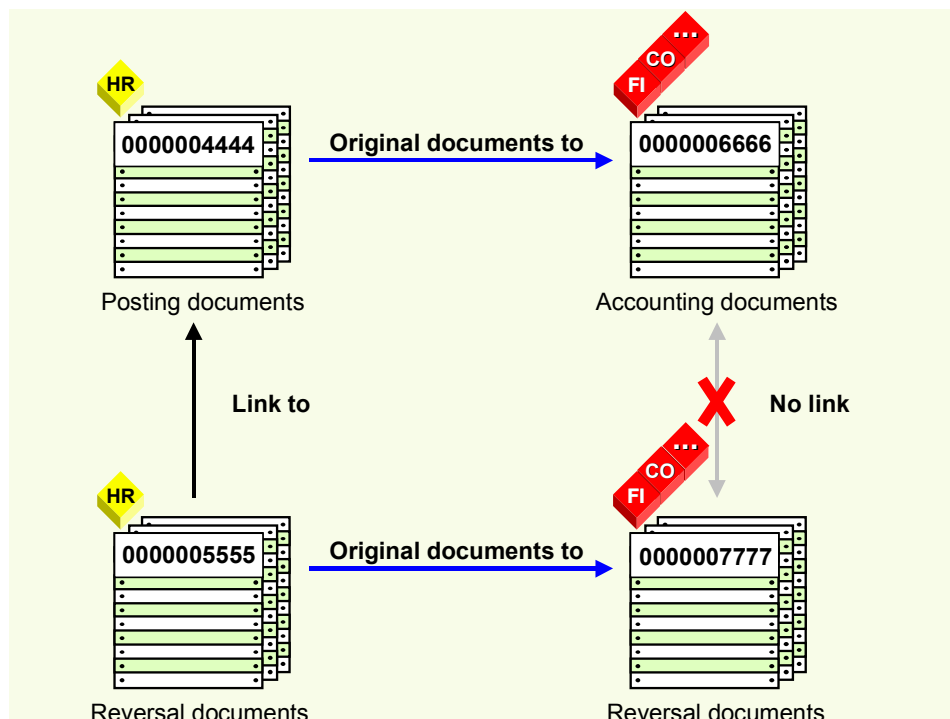 HR
FI CO ...
0000004444
Original documents to
0000006666
Posting documents
Accounting documents
Link to
No link
HR
FI CO ...
0000005555
Original documents to
0000007777
Reversal documents
Reversal documents